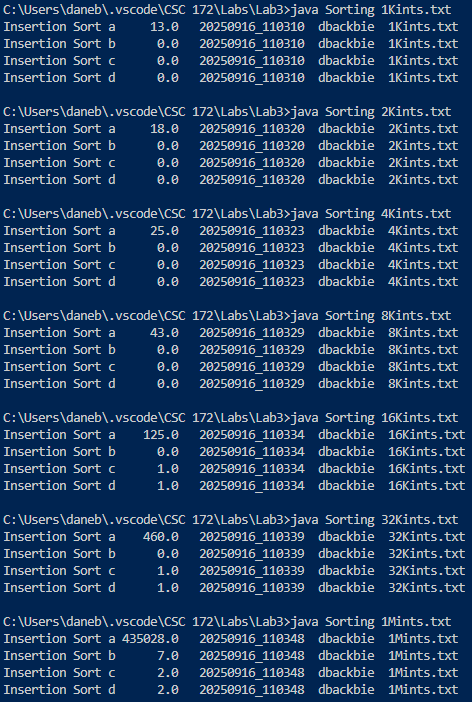 C:\Users\daneb\.vscode\CSC 172\Labs\Lab3>java Sorting 1Kints.txt
Insertion Sort a     13.0   20250916_110310  dbackbie   1Kints.txt
Insertion Sort b      0.0   20250916_110310  dbackbie   1Kints.txt
Insertion Sort c      0.0   20250916_110310  dbackbie   1Kints.txt
Insertion Sort d      0.0   20250916_110310  dbackbie   1Kints.txt
C:\Users\daneb\.vscode\CSC 172\Labs\Lab3>java Sorting 2Kints.txt
Insertion Sort a     18.0   20250916_110320  dbackbie   2Kints.txt
Insertion Sort b      0.0   20250916_110320  dbackbie   2Kints.txt
Insertion Sort c      0.0   20250916_110320  dbackbie   2Kints.txt
Insertion Sort d      0.0   20250916_110320  dbackbie   2Kints.txt
C:\Users\daneb\.vscode\CSC 172\Labs\Lab3>java Sorting 4Kints.txt
Insertion Sort a     25.0   20250916_110323  dbackbie   4Kints.txt
Insertion Sort b      0.0   20250916_110323  dbackbie   4Kints.txt
Insertion Sort c      0.0   20250916_110323  dbackbie   4Kints.txt
Insertion Sort d      0.0   20250916_110323  dbackbie   4Kints.txt
C:\Users\daneb\.vscode\CSC 172\Labs\Lab3>java Sorting 8Kints.txt
Insertion Sort a     43.0   20250916_110329  dbackbie   8Kints.txt
Insertion Sort b      0.0   20250916_110329  dbackbie   8Kints.txt
Insertion Sort c      0.0   20250916_110329  dbackbie   8Kints.txt
Insertion Sort d      0.0   20250916_110329  dbackbie   8Kints.txt
C:\Users\daneb\.vscode\CSC 172\Labs\Lab3>java Sorting 16Kints.txt
Insertion Sort a    125.0   20250916_110334  dbackbie   16Kints.txt
Insertion Sort b      0.0   20250916_110334  dbackbie   16Kints.txt
Insertion Sort c      1.0   20250916_110334  dbackbie   16Kints.txt
Insertion Sort d      1.0   20250916_110334  dbackbie   16Kints.txt
C:\Users\daneb\.vscode\CSC 172\Labs\Lab3>java Sorting 32Kints.txt
Insertion Sort a    460.0   20250916_110339  dbackbie   32Kints.txt
Insertion Sort b      0.0   20250916_110339  dbackbie   32Kints.txt
Insertion Sort c      1.0   20250916_110339  dbackbie   32Kints.txt
Insertion Sort d      1.0   20250916_110339  dbackbie   32Kints.txt
C:\Users\daneb\.vscode\CSC 172\Labs\Lab3>java Sorting 1Mints.txt
Insertion Sort a 435028.0   20250916_110348  dbackbie   1Mints.txt
Insertion Sort b      7.0   20250916_110348  dbackbie   1Mints.txt
Insertion Sort c      2.0   20250916_110348  dbackbie   1Mints.txt
Insertion Sort d      2.0   20250916_110348  dbackbie   1Mints.txt